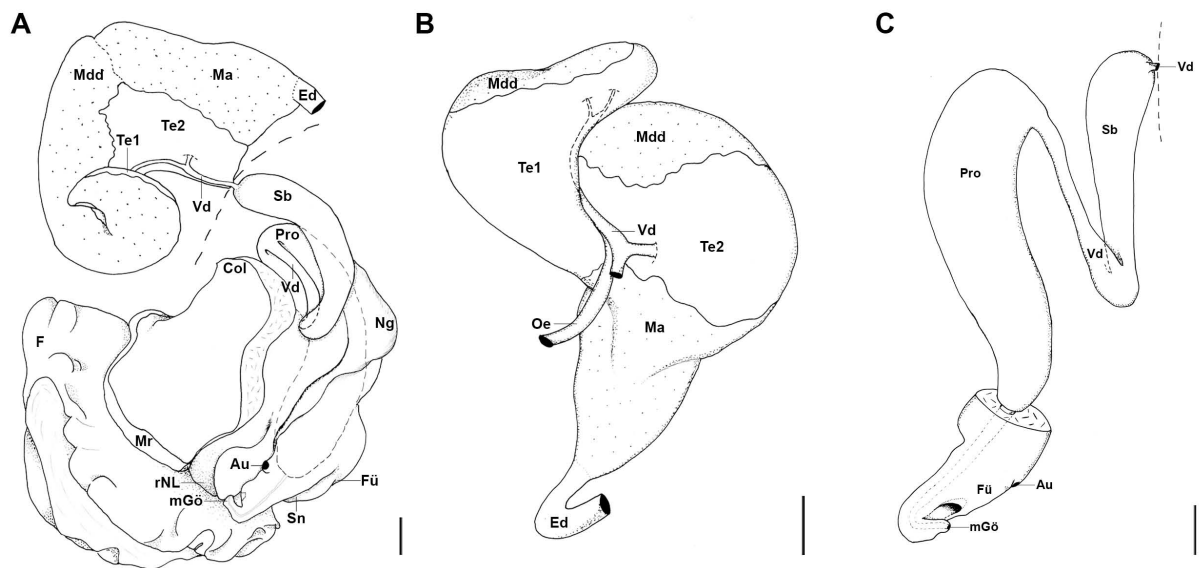 A
Mdd
Ma
Ed
Te1
Te2
Vd
Sb
Pro
Col
Vd
Ng
F
Mr
Au
rNL
mGö
Fü
Sn
B
Mdd
Mdd
Te1
Vd
Te2
Oe
Ma
Ed
C
Vd
Sb
Pro
Vd
Fü
Au
mGö